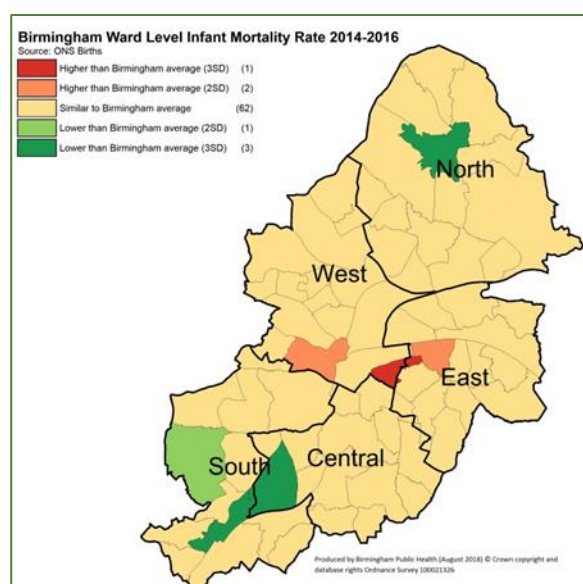 Birmingham Ward Level Infant Mortality Rate 2014-2016
Source: ONS Births
Higher than Birmingham average (3SD) (1)
Higher than Birmingham average (2SD) (2)
Similar to Birmingham average (62)
Lower than Birmingham average (2SD) (1)
Lower than Birmingham average (3SD) (3)
North
West
East
South
Central
Produced by Birmingham Public Health (August 2018) © Crown copyright and
database rights Ordnance Survey 100021326